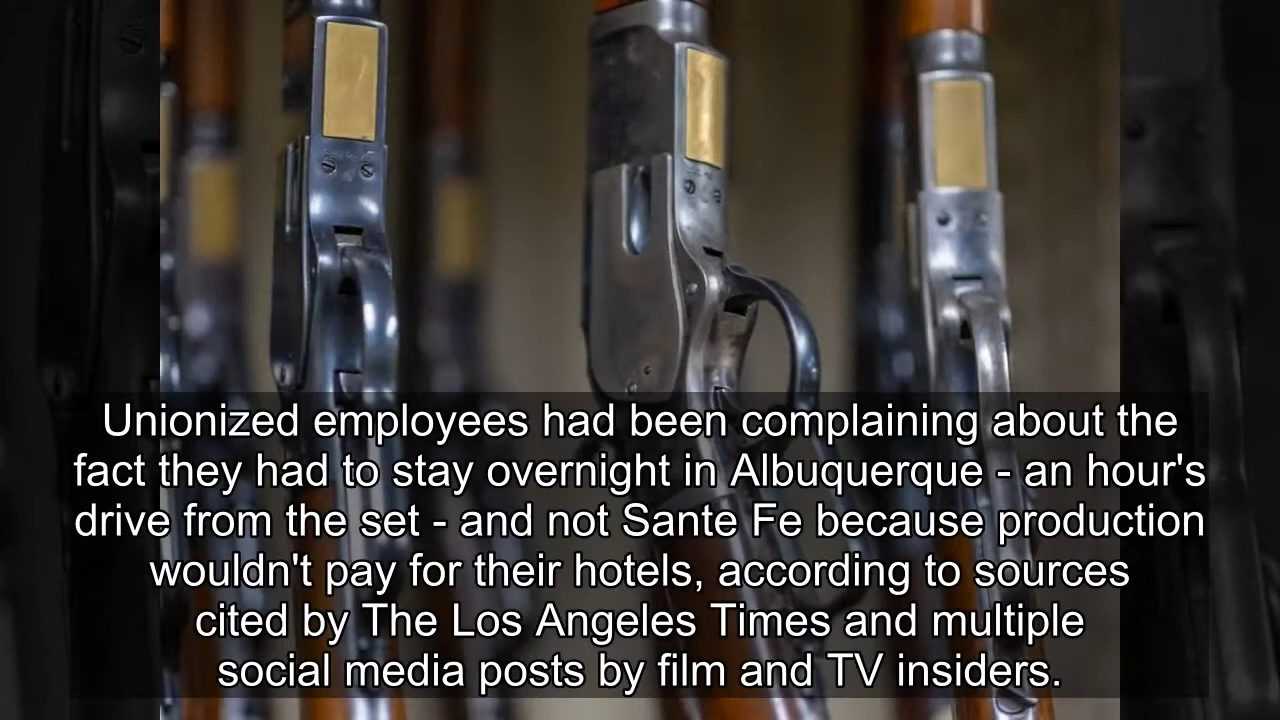 Unionized employees had been complaining about the
fact they had to stay overnight in Albuquerque - an hour's
drive from the set - and not Sante Fe because production
wouldn't pay for their hotels, according to sources
cited by The Los Angeles Times and multiple
social media posts by film and TV insiders.